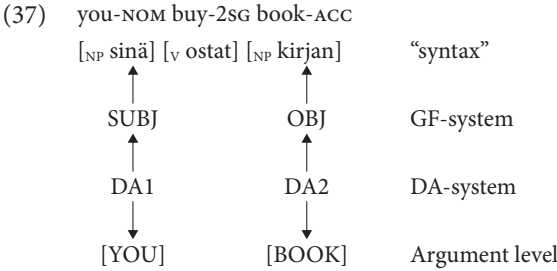 (37) you-NOM buy-2SG book-ACC
[NP sinä] [V ostat] [NP kirjan] “syntax”
SUBJ OBJ GF-system
DA1 DA2 DA-system
[YOU] [BOOK] Argument level